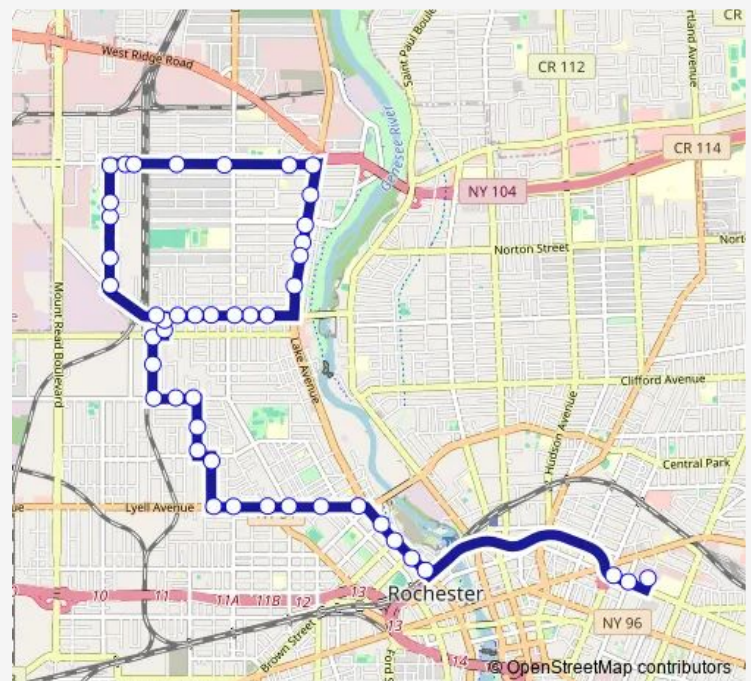 CR
West Ridge Road
Saint Paul Boule
CR 112
Genesee River
CR 114
NY 104
Norton Street
Nort
Mount Read Boulevard
Lake Avenue
Clifford Avenue
Hudson Avenue
Central Park
Lyell Avenue
10
11
11A
11B
12
13
Rochester
13
NY 96
Brown Street
Ford S
14
© OpenStreetMap contributors